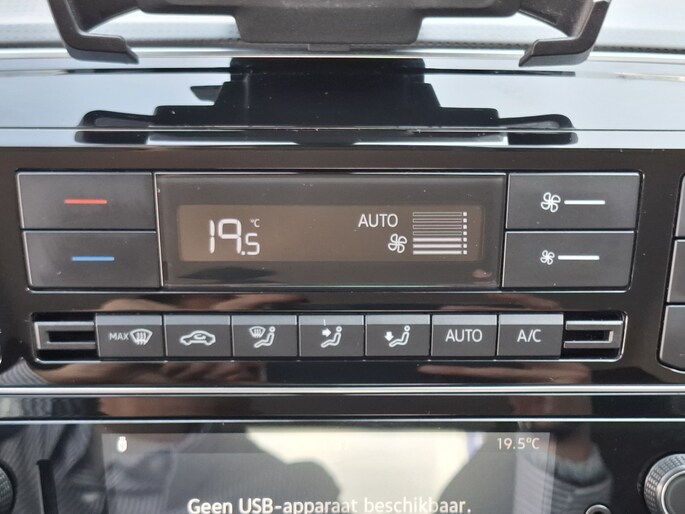 19.5 °C AUTO
MAX AUTO A/C
19.5°C
Geen USB-apparaat beschikbaar.